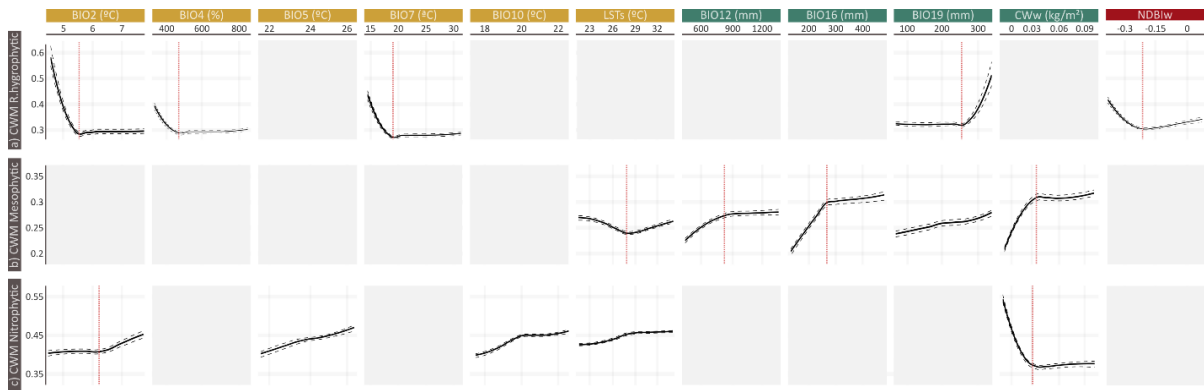 BIO2 (ºC) BIO4 (%) BIO5 (ºC) BIO7 (ªC) BIO10 (ºC) LSTs (ºC) BIO12 (mm) BIO16 (mm) BIO19 (mm) CWw (kg/m²) NDBIw
5 6 7 400 600 800 22 24 26 15 20 25 30 18 20 22 23 26 29 32 600 900 1200 200 300 400 100 200 300 0 0.03 0.06 0.09 -0.3 -0.15 0
a) CWM R.hygrophytic
0.6
0.5
0.4
0.3
b) CWM Mesophytic
0.35
0.3
0.25
0.2
c) CWM Nitrophytic
0.55
0.45
0.35